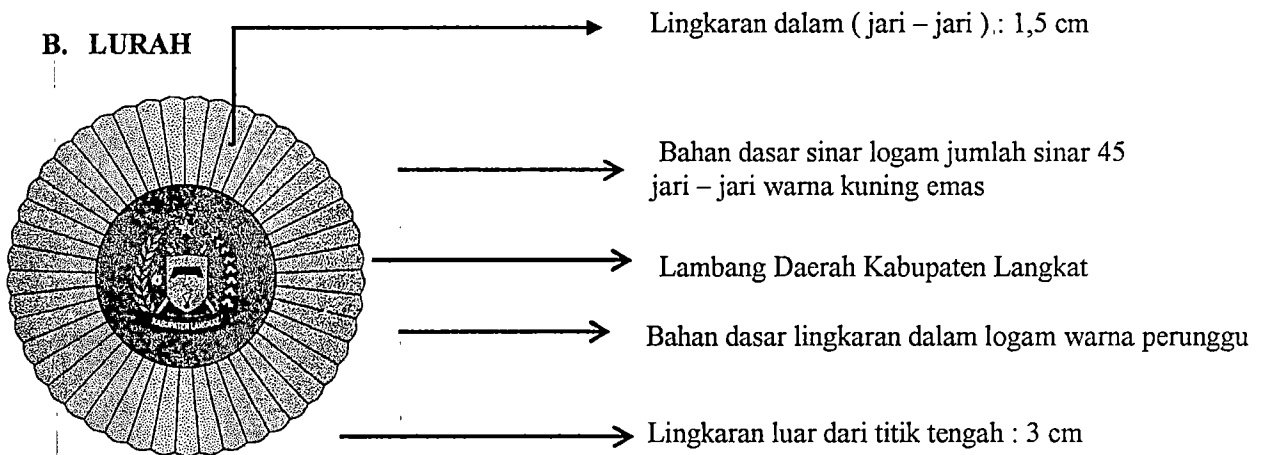 B. LURAH
Lingkaran dalam ( jari – jari ) : 1,5 cm
Bahan dasar sinar logam jumlah sinar 45
jari – jari warna kuning emas
Lambang Daerah Kabupaten Langkat
KABUPATEN LANGKAT
Bahan dasar lingkaran dalam logam warna perunggu
Lingkaran luar dari titik tengah : 3 cm